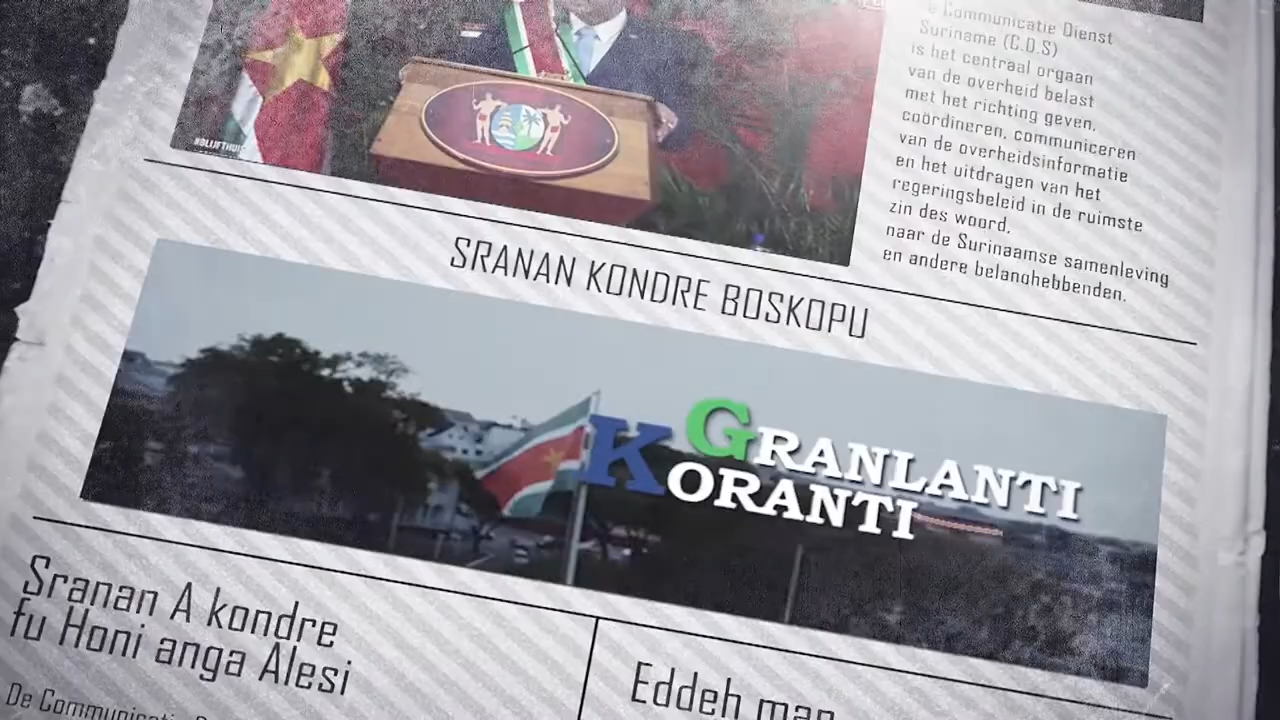 Communicatie Dienst
Suriname (C.D.S)
is het centraal orgaan
van de overheid belast
met het richting geven,
coördineren, communiceren
van de overheidsinformatie
en het uitdragen van het
regeringsbeleid in de ruimste
zin des woord,
naar de Surinaamse samenleving
en andere belanghebbenden.
SRANAN KONDRE BOSKOPU
GRANLANTI
KORANTI
Sranan A kondre
fu Honi anga Alesi
De
Eddeh man